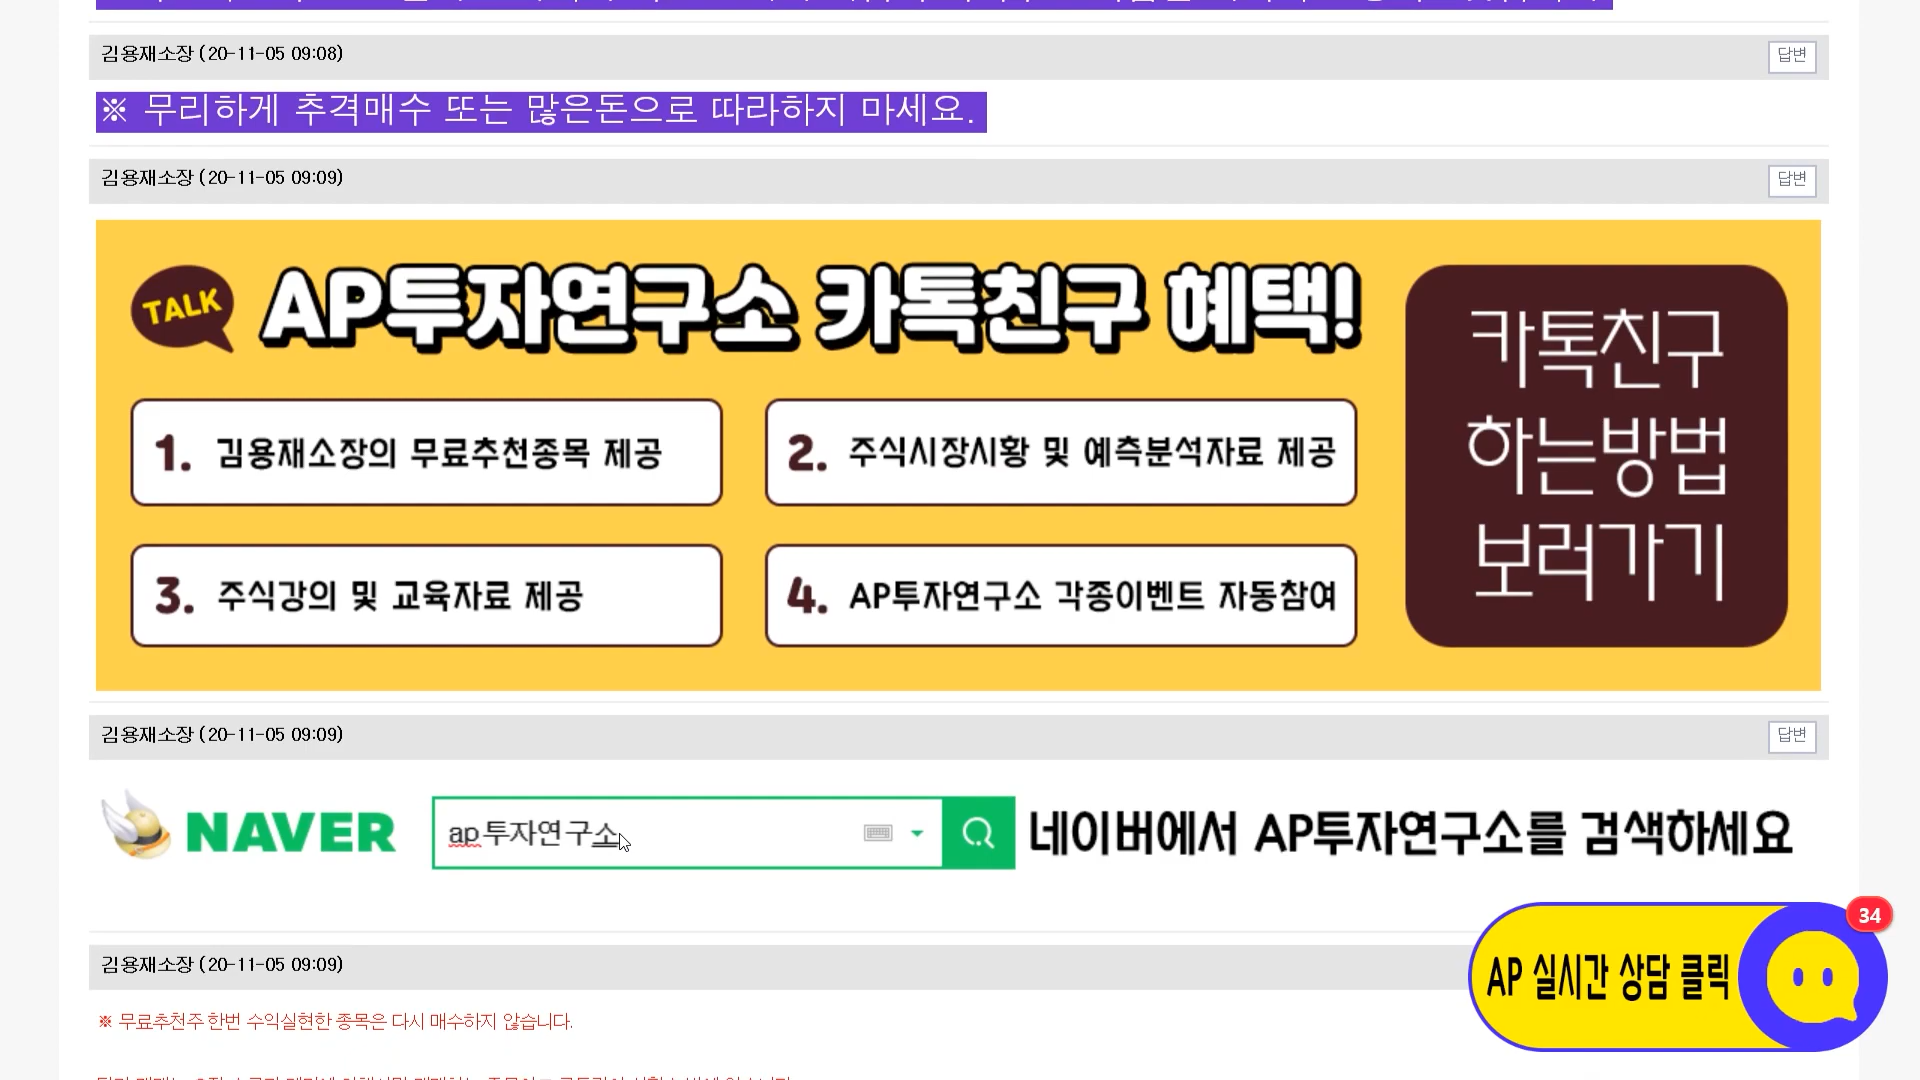 김용재소장 (20-11-05 09:08)
답변
※ 무리하게 추격매수 또는 많은돈으로 따라하지 마세요.
김용재소장 (20-11-05 09:09)
답변
TALK
AP투자연구소 카톡친구 혜택!
1. 김용재소장의 무료추천종목 제공
2. 주식시장시황 및 예측분석자료 제공
3. 주식강의 및 교육자료 제공
4. AP투자연구소 각종이벤트 자동참여
카톡친구
하는방법
보러가기
김용재소장 (20-11-05 09:09)
답변
NAVER
ap투자연구소
네이버에서 AP투자연구소를 검색하세요
김용재소장 (20-11-05 09:09)
34
AP 실시간 상담 클릭
※ 무료추천주 한번 수익실현한 종목은 다시 매수하지 않습니다.